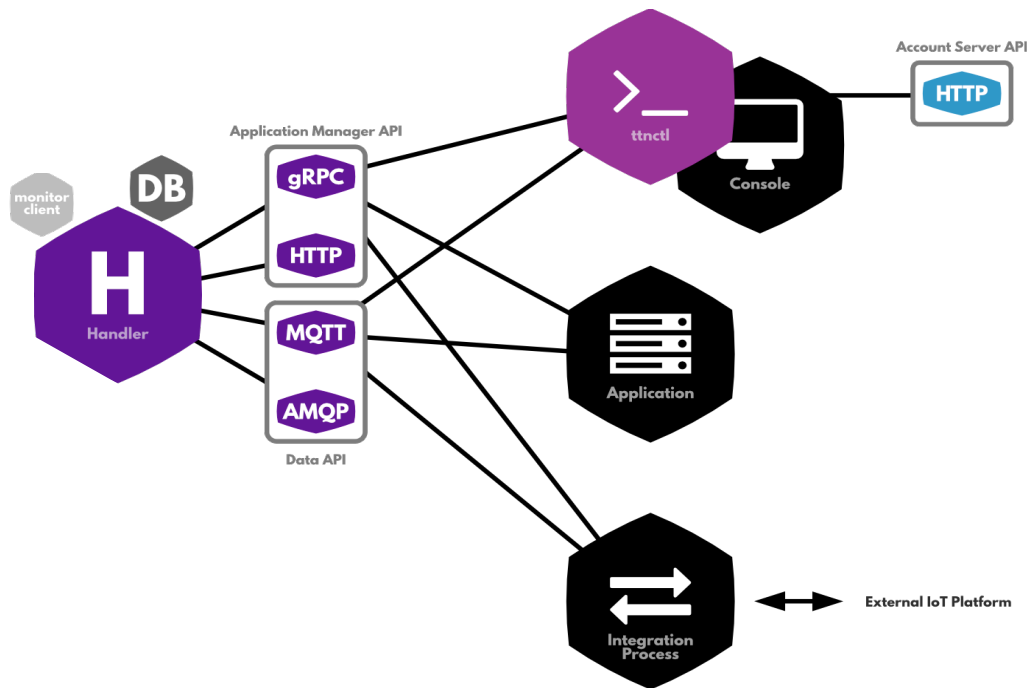 Account Server API
HTTP
>_
ttnctl
Console
Application Manager API
gRPC
HTTP
monitor
client
DB
H
Handler
MQTT
AMQP
Data API
Application
Integration
Process
External IoT Platform